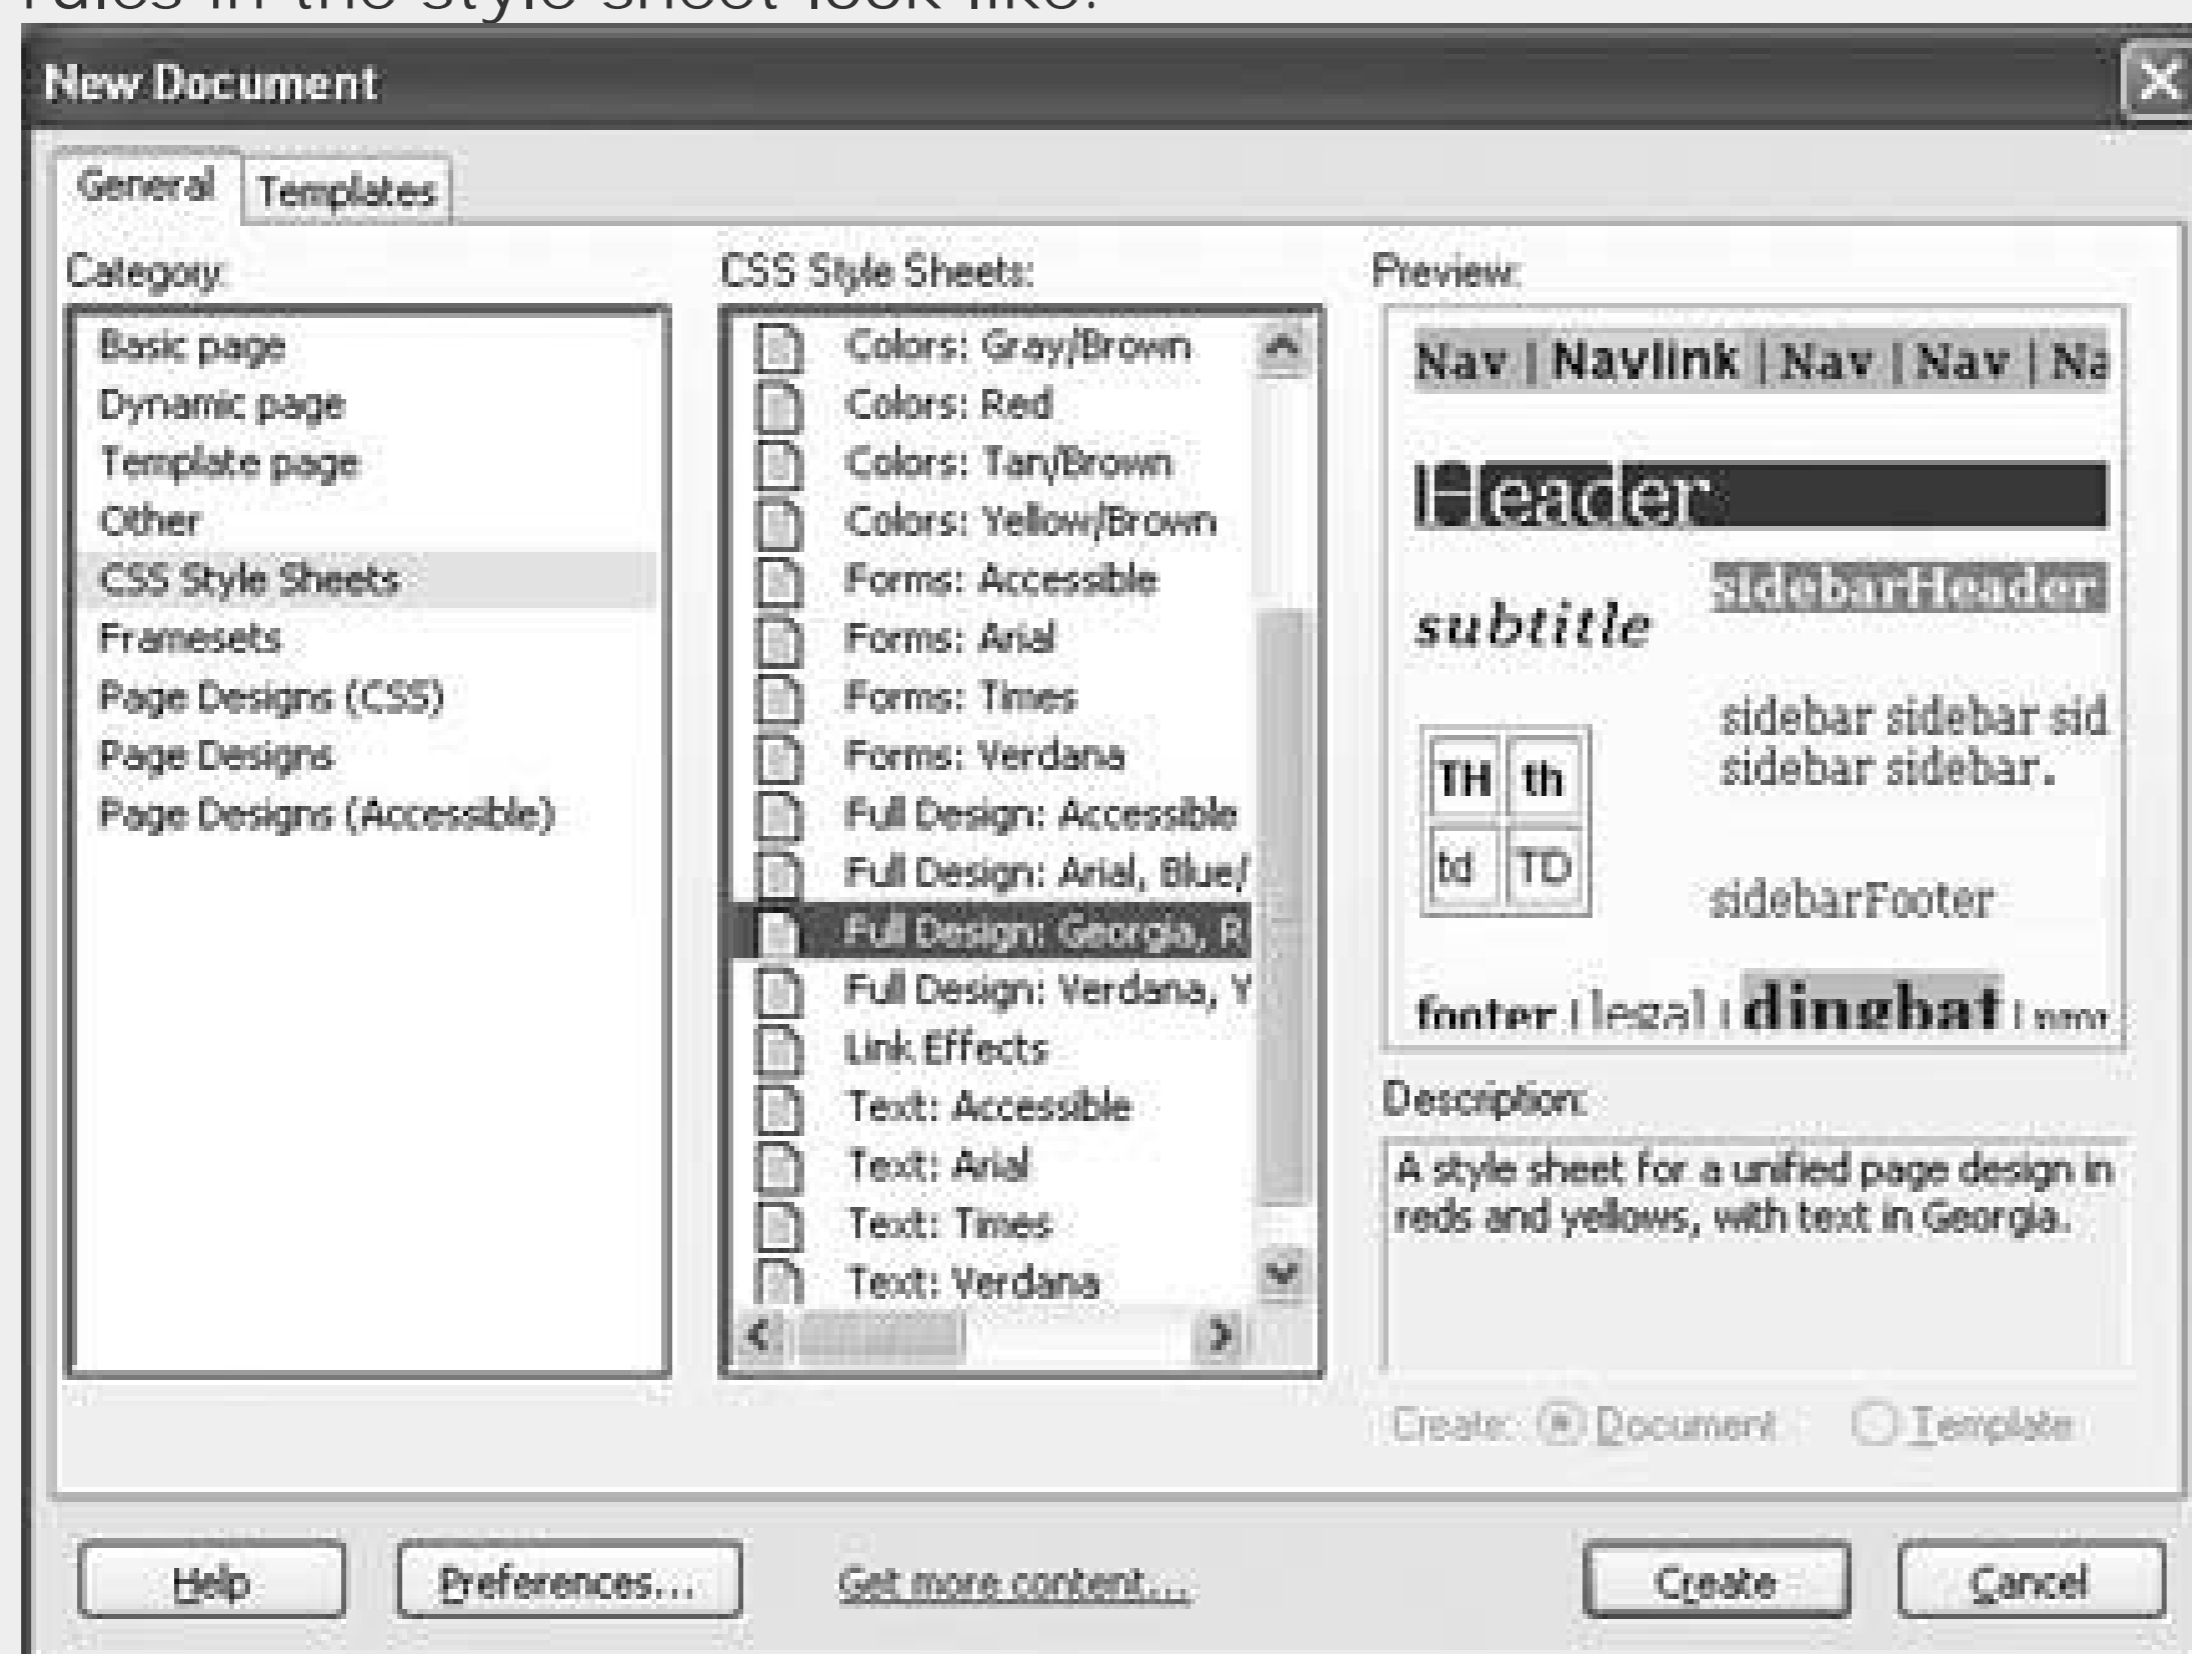 rules in the style sheet look like.
New Document
General
Templates
Category:
Basic page
Dynamic page
Template page
Other
CSS Style Sheets
Framesets
Page Designs (CSS)
Page Designs
Page Designs (Accessible)
CSS Style Sheets:
Colors: Gray/Brown
Colors: Red
Colors: Tan/Brown
Colors: Yellow/Brown
Forms: Accessible
Forms: Arial
Forms: Times
Forms: Verdana
Full Design: Accessible
Full Design: Arial, Blue/
Full Design: Georgia, R
Full Design: Verdana, Y
Link Effects
Text: Accessible
Text: Arial
Text: Times
Text: Verdana
Preview:
Nav | Navlink | Nav | Nav | Na
Header
subtitle
sidebarHeader
sidebar sidebar sid
sidebar sidebar.
TH th
td TD
sidebarFooter
footer | legal | dingbat |
Description:
A style sheet for a unified page design in
reds and yellows, with text in Georgia.
Create: Document Template
Help
Preferences...
Get more content...
Create
Cancel